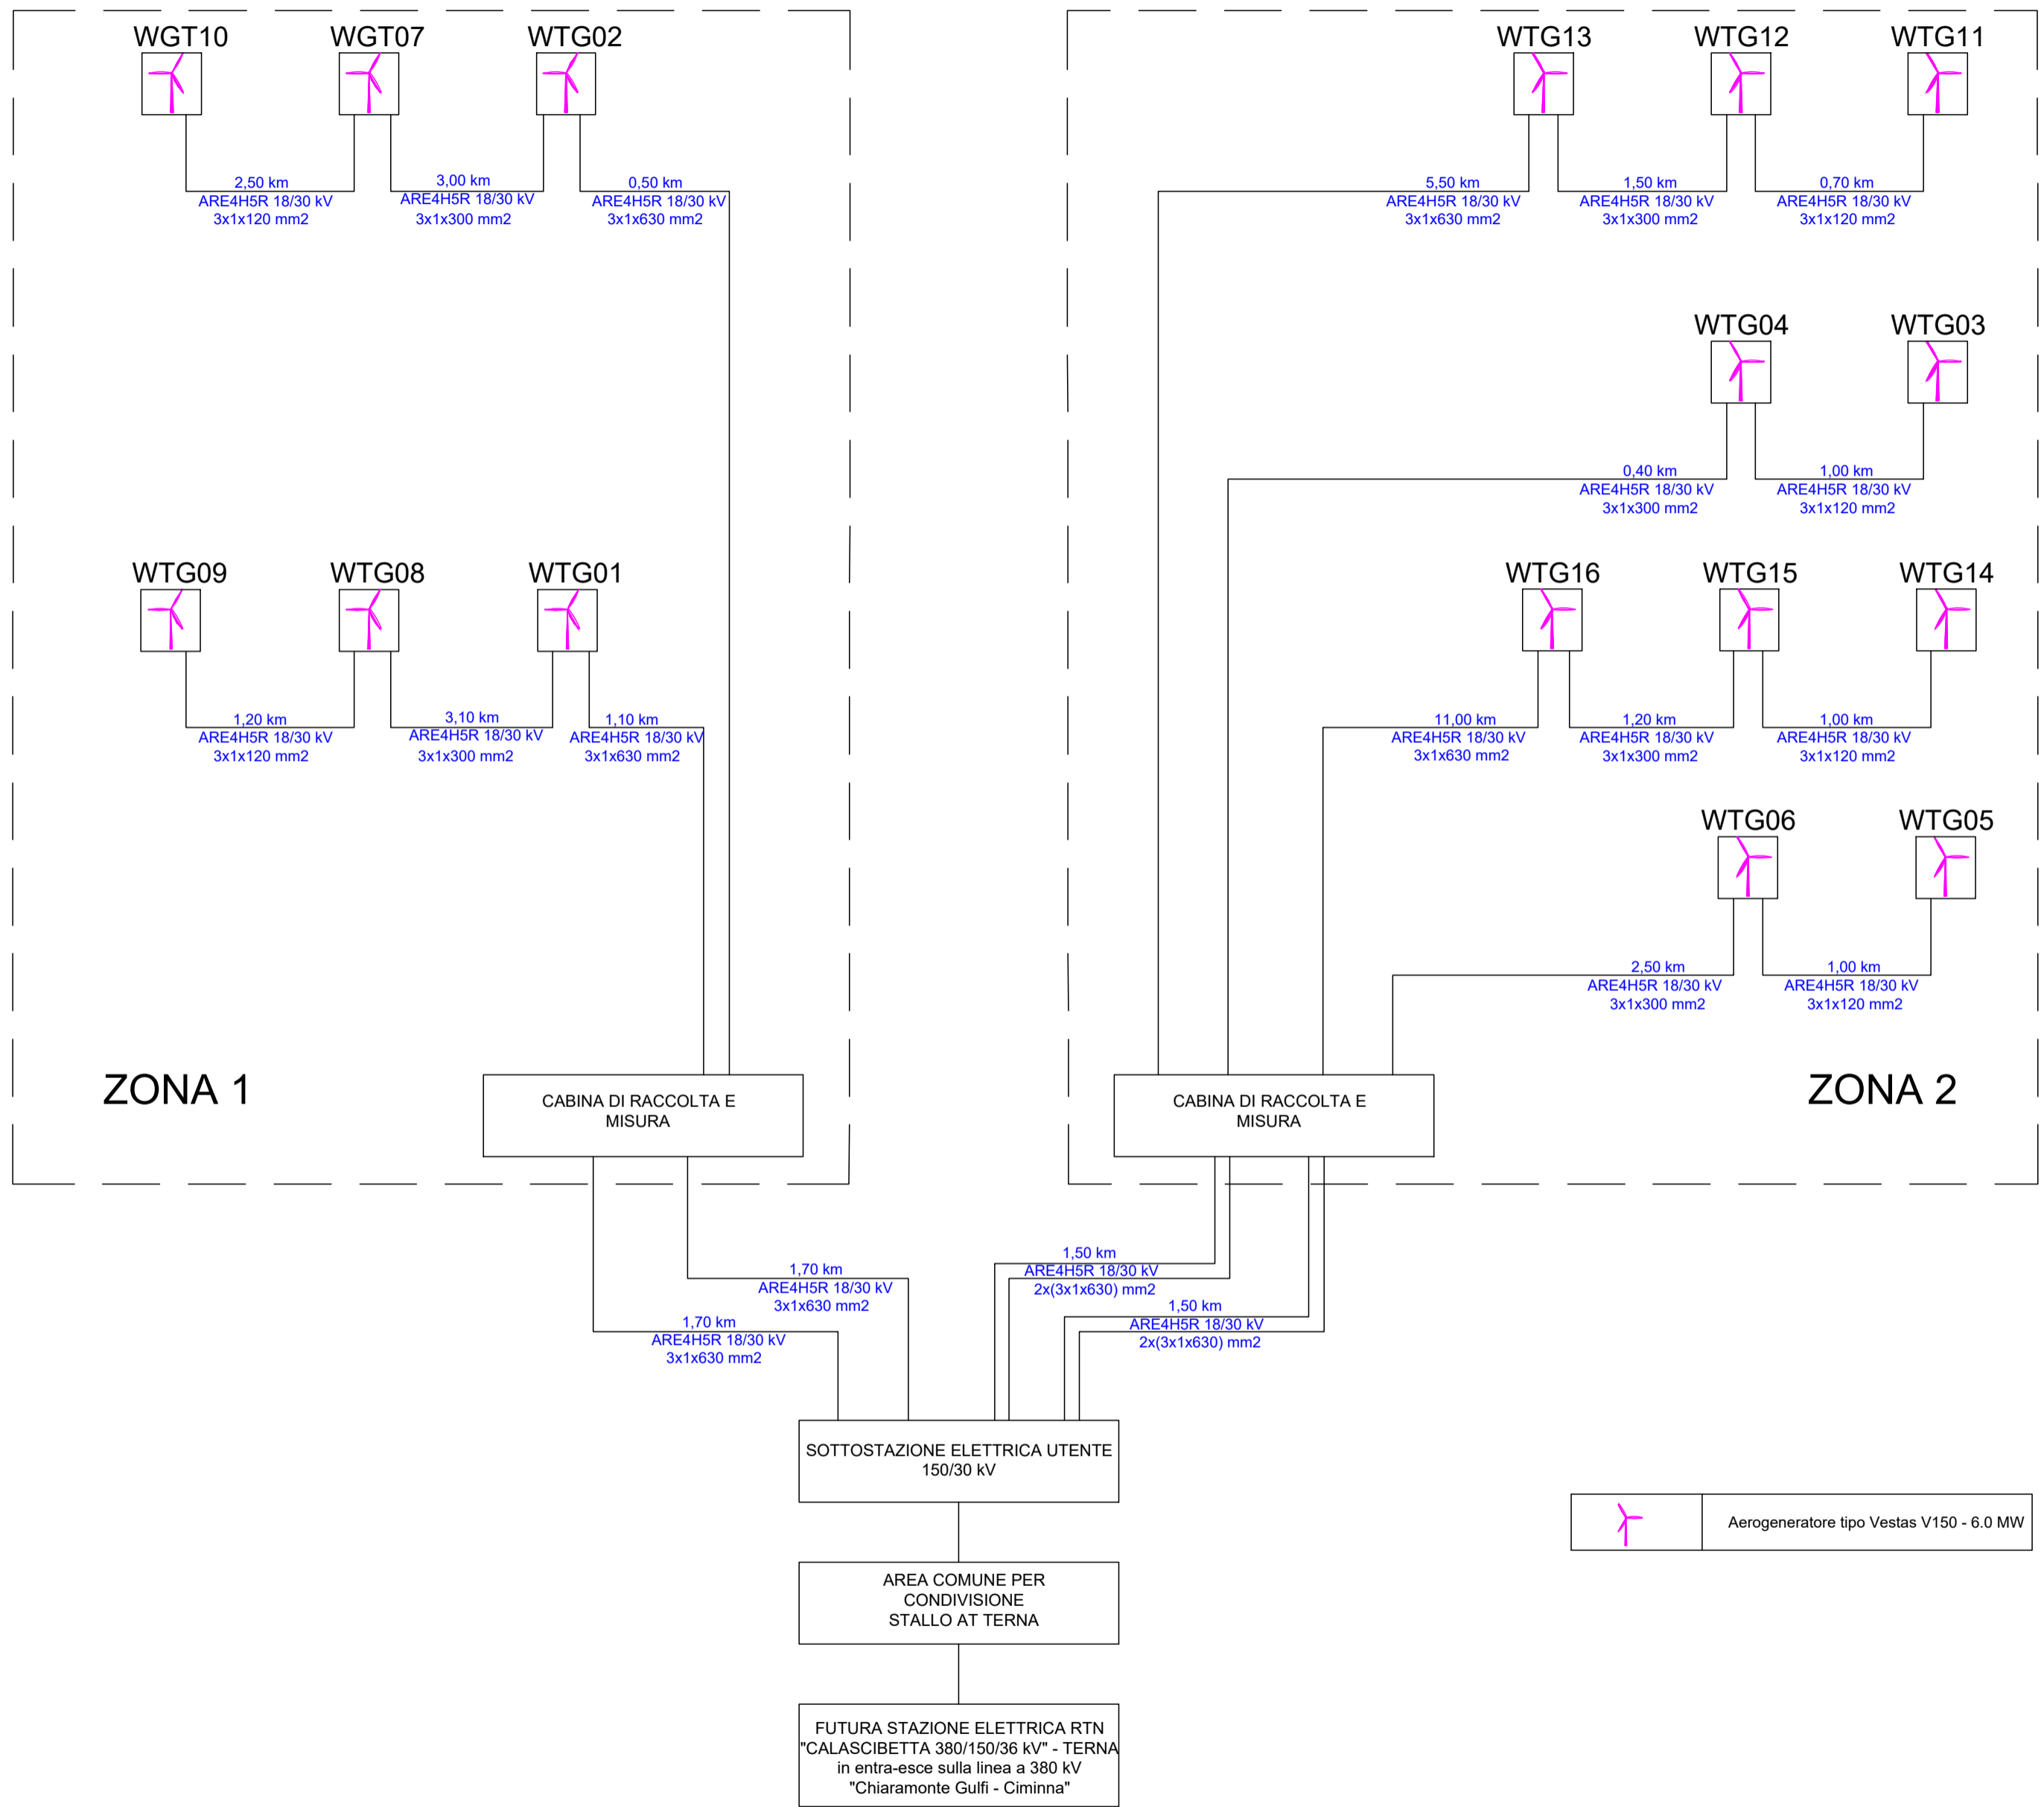 WGT10
WGT07
WTG02
WTG13
WTG12
WTG11
2,50 km
ARE4H5R 18/30 kV
3x1x120 mm2
3,00 km
ARE4H5R 18/30 kV
3x1x300 mm2
0,50 km
ARE4H5R 18/30 kV
3x1x630 mm2
5,50 km
ARE4H5R 18/30 kV
3x1x630 mm2
1,50 km
ARE4H5R 18/30 kV
3x1x300 mm2
0,70 km
ARE4H5R 18/30 kV
3x1x120 mm2
WTG04
WTG03
0,40 km
ARE4H5R 18/30 kV
3x1x300 mm2
1,00 km
ARE4H5R 18/30 kV
3x1x120 mm2
WTG09
WTG08
WTG01
WTG16
WTG15
WTG14
1,20 km
ARE4H5R 18/30 kV
3x1x120 mm2
3,10 km
ARE4H5R 18/30 kV
3x1x300 mm2
1,10 km
ARE4H5R 18/30 kV
3x1x630 mm2
11,00 km
ARE4H5R 18/30 kV
3x1x630 mm2
1,20 km
ARE4H5R 18/30 kV
3x1x300 mm2
1,00 km
ARE4H5R 18/30 kV
3x1x120 mm2
WTG06
WTG05
2,50 km
ARE4H5R 18/30 kV
3x1x300 mm2
1,00 km
ARE4H5R 18/30 kV
3x1x120 mm2
ZONA 1
CABINA DI RACCOLTA E
MISURA
CABINA DI RACCOLTA E
MISURA
ZONA 2
1,70 km
ARE4H5R 18/30 kV
3x1x630 mm2
1,50 km
ARE4H5R 18/30 kV
2x(3x1x630) mm2
1,70 km
ARE4H5R 18/30 kV
3x1x630 mm2
1,50 km
ARE4H5R 18/30 kV
2x(3x1x630) mm2
SOTTOSTAZIONE ELETTRICA UTENTE
150/30 kV
Aerogeneratore tipo Vestas V150 - 6.0 MW
AREA COMUNE PER
CONDIVISIONE
STALLO AT TERNA
FUTURA STAZIONE ELETTRICA RTN
"CALASCIBETTA 380/150/36 kV" - TERNA
in entra-esce sulla linea a 380 kV
"Chiaramonte Gulfi - Ciminna"